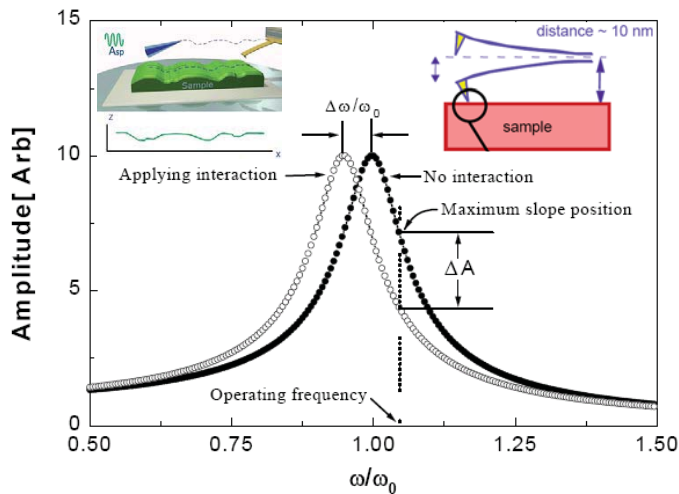 15
10
5
0
0.50
0.75
1.00
1.25
1.50
Amplitude[ Arb]
ω/ω₀
Asp
Sample
z
x
distance ~ 10 nm
sample
Δω/ω₀
Applying interaction
No interaction
Maximum slope position
ΔA
Operating frequency